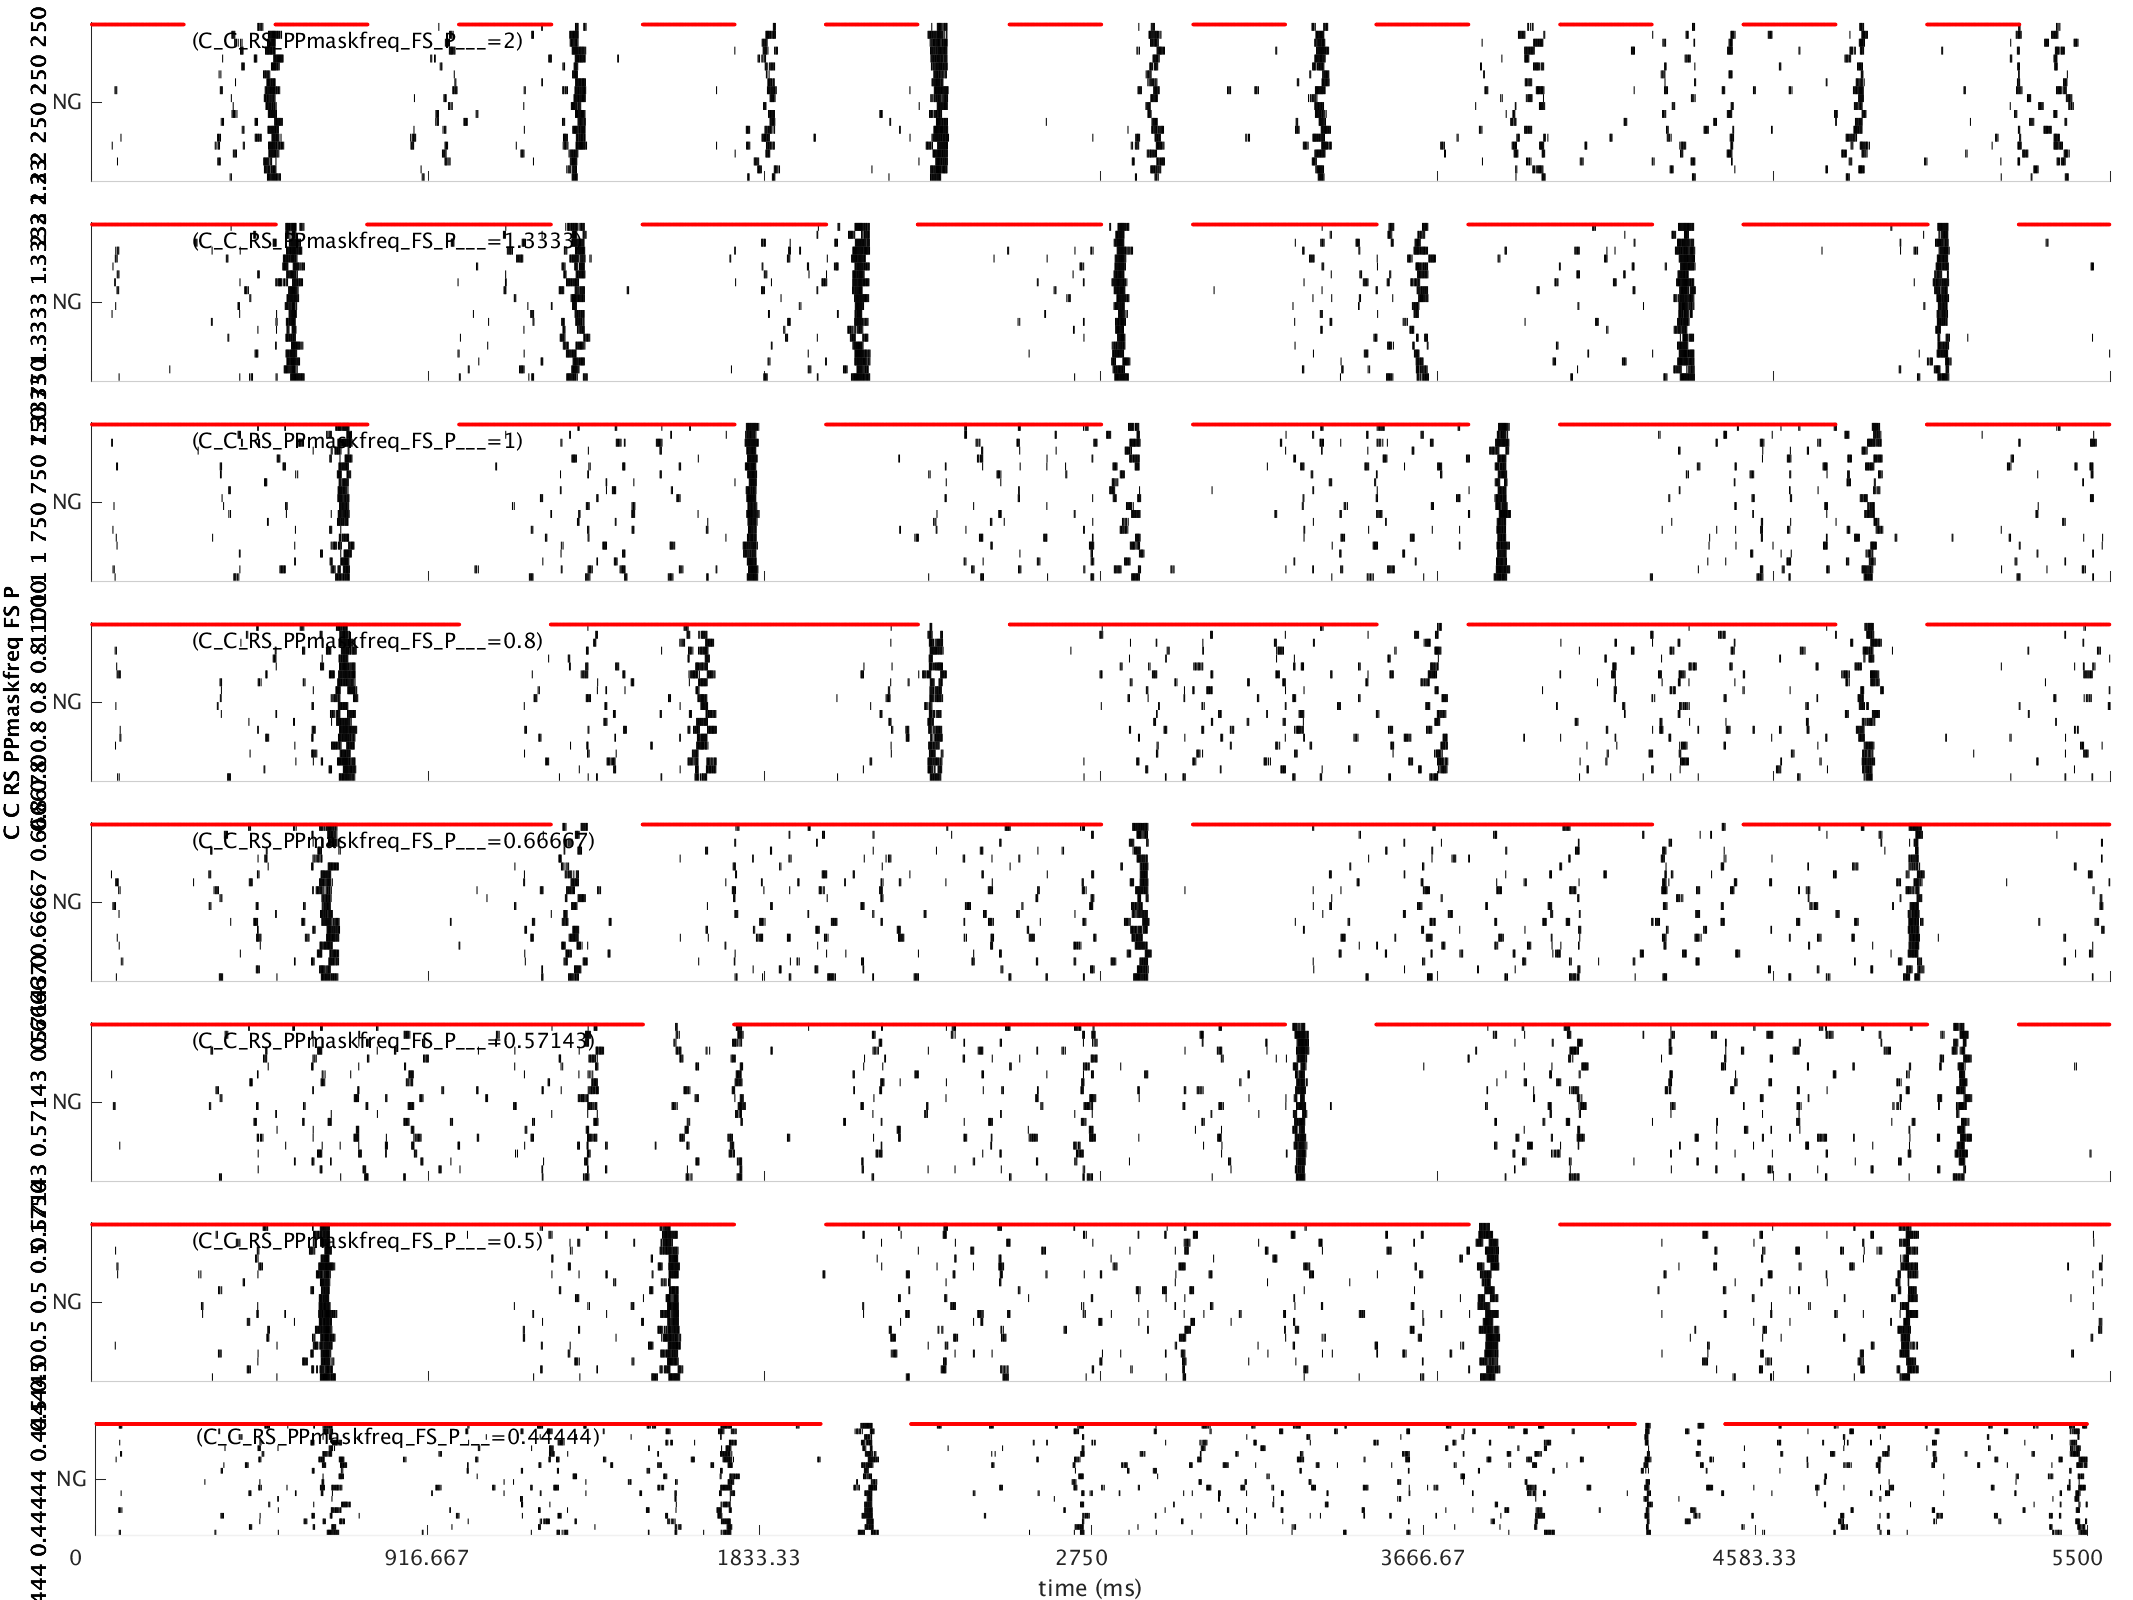 (C_C_RS_PPmaskfreq_FS_P___=2)
NG
(C_C_RS_PPmaskfreq_FS_P___=1.3333)
NG
(C_C_RS_PPmaskfreq_FS_P___=1)
NG
(C_C_RS_PPmaskfreq_FS_P___=0.8)
NG
(C_C_RS_PPmaskfreq_FS_P___=0.66667)
NG
(C_C_RS_PPmaskfreq_FS_P___=0.57143)
NG
(C_C_RS_PPmaskfreq_FS_P___=0.5)
NG
(C_C_RS_PPmaskfreq_FS_P___=0.44444)
NG
0 916.667 1833.33 2750 3666.67 4583.33 5500
time (ms)
C C RS PPmaskfreq FS P